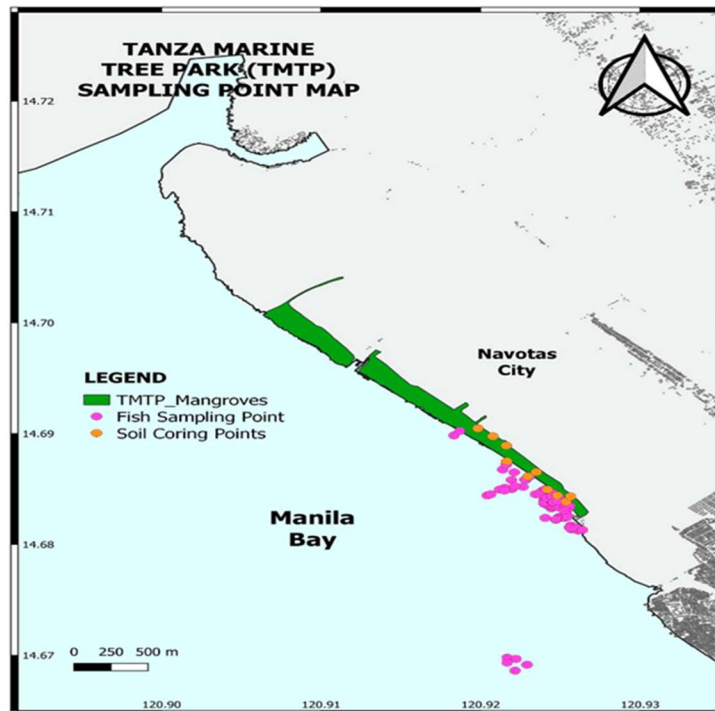 TANZA MARINE
TREE PARK (TMTP)
SAMPLING POINT MAP
14.72
14.71
14.70
Navotas
City
LEGEND
TMTP_Mangroves
Fish Sampling Point
Soil Coring Points
14.69
Manila
Bay
14.68
0 250 500 m
14.67
120.90 120.91 120.92 120.93